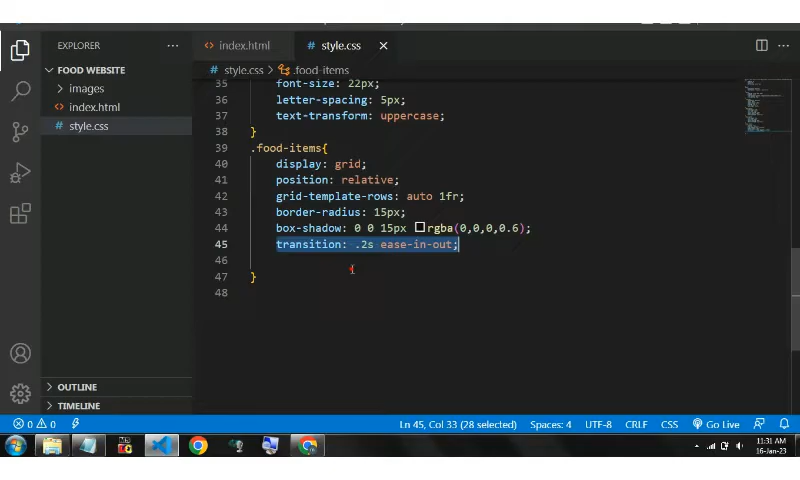 EXPLORER
index.html
style.css
FOOD WEBSITE
images
index.html
style.css
style.css > .food-items
35 font-size: 22px;
36 letter-spacing: 5px;
37 text-transform: uppercase;
38 }
39 .food-items{
40 display: grid;
41 position: relative;
42 grid-template-rows: auto 1fr;
43 border-radius: 15px;
44 box-shadow: 0 0 15px rgba(0,0,0,0.6);
45 transition: .2s ease-in-out;
46
47 }
48
OUTLINE
TIMELINE
0 0 Ln 45, Col 33 (28 selected) Spaces: 4 UTF-8 CRLF CSS Go Live
11:31 AM
16-Jan-23